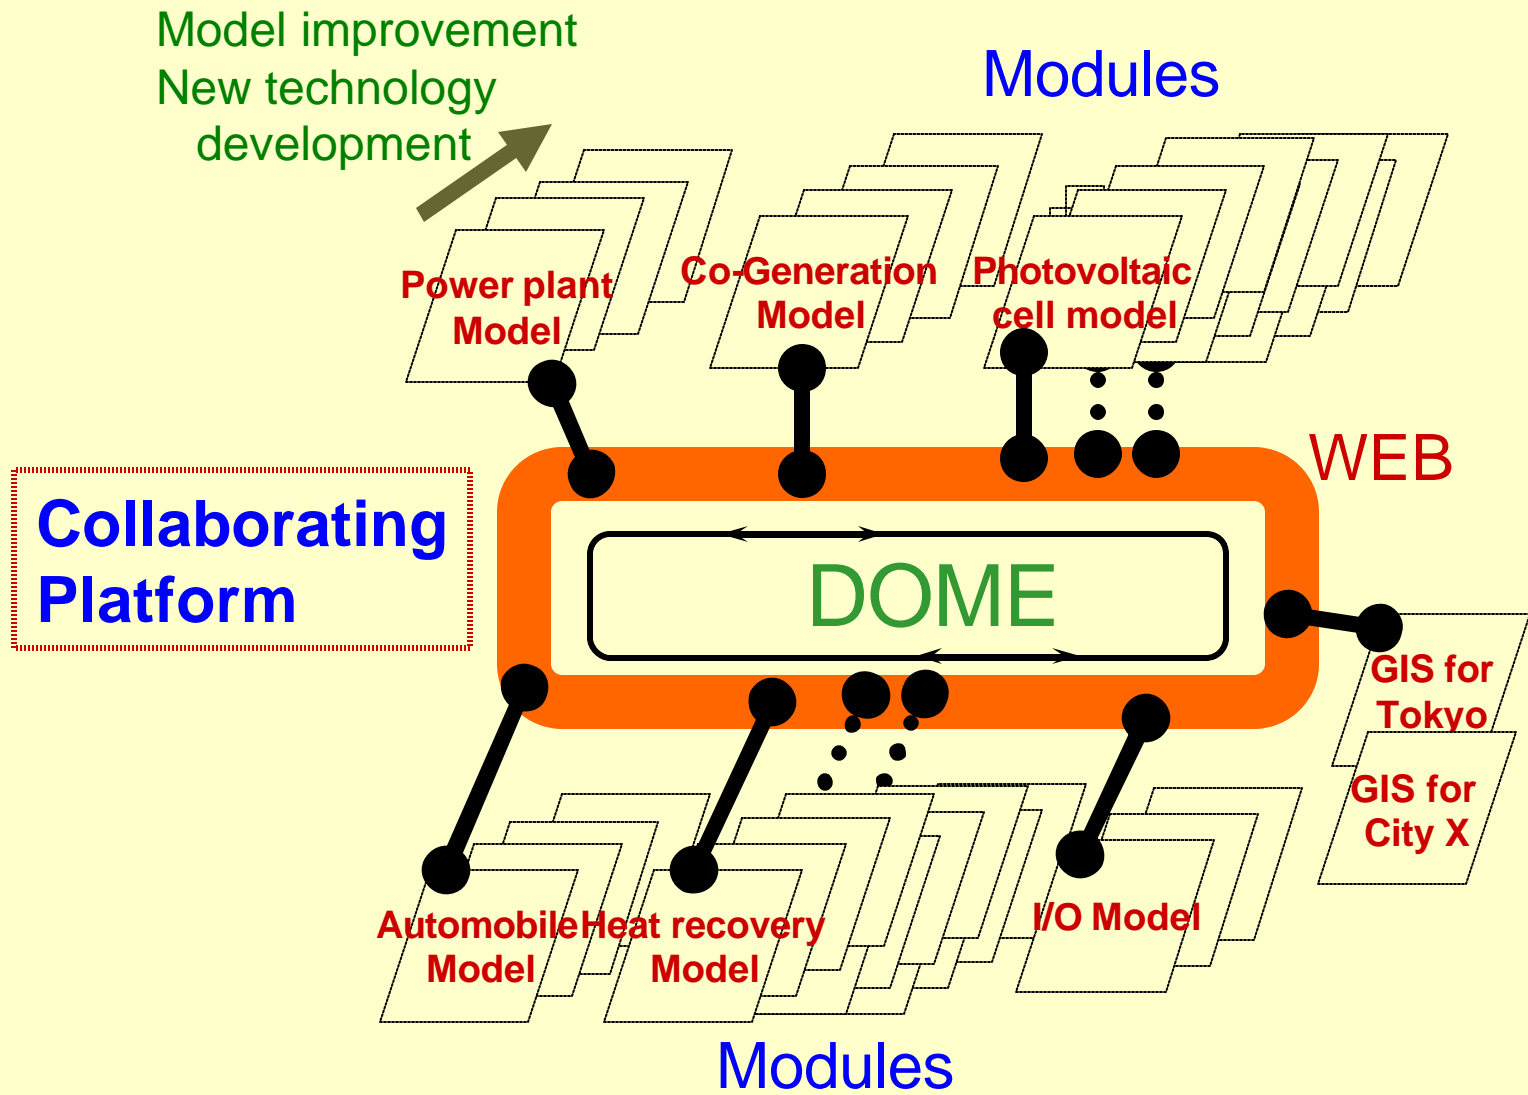 Model improvement
New technology
development
Modules
Power plant
Model
Co-Generation
Model
Photovoltaic
cell model
WEB
Collaborating
Platform
DOME
GIS for
Tokyo
GIS for
City X
Automobile
Model
Heat recovery
Model
I/O Model
Modules